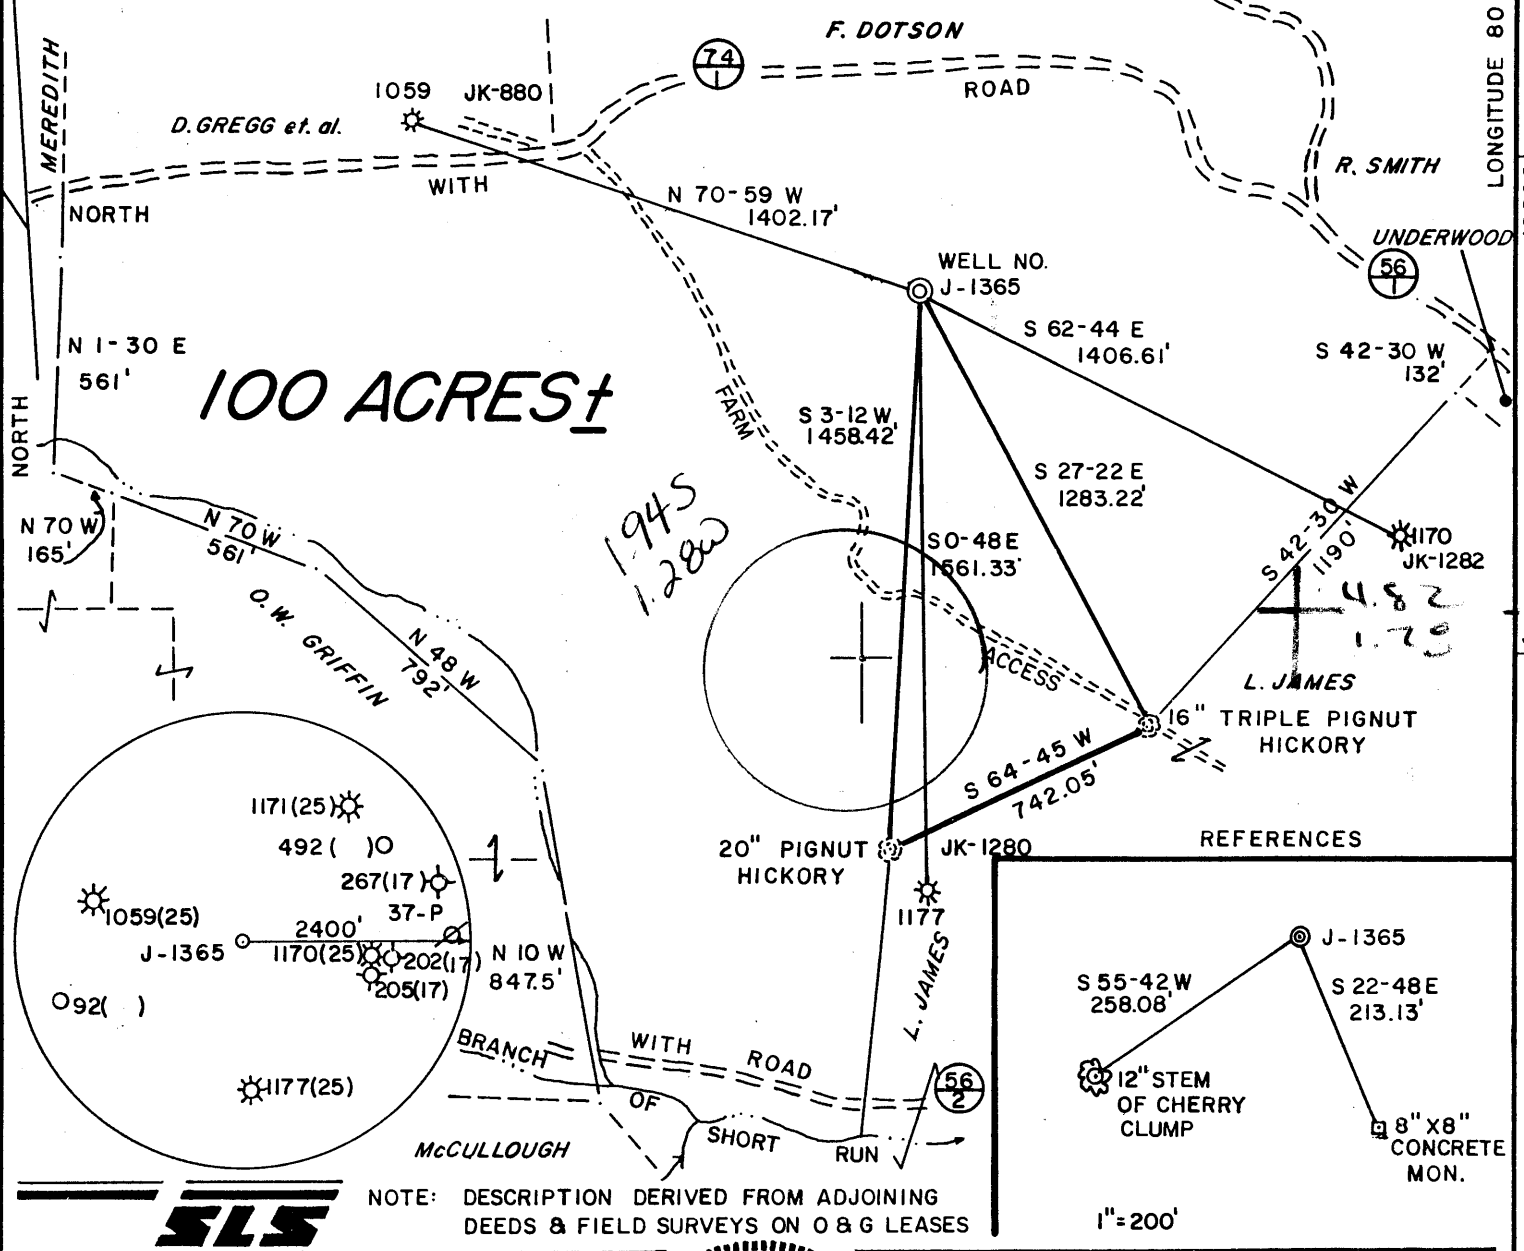 F. DOTSON
LONGITUDE 80
MEREDITH
74
1
1059
JK-880
ROAD
D. GREGG et. al.
R. SMITH
WITH
N 70-59 W
1402.17'
NORTH
UNDERWOOD
WELL NO.
J-1365
56
1
S 62-44 E
1406.61'
N 1-30 E
561'
S 42-30 W
132'
100 ACRES±
NORTH
FARM
S 3-12 W
1458.42'
S 27-22 E
1283.22'
1.94S
1.28W
N 70 W
165'
N 70 W
561'
S 0-48 E
1561.33'
S 42-30 W
1190'
1170
JK-1282
4.82
O. W. GRIFFIN
N 48 W
792'
ACCESS
L. JAMES
16" TRIPLE PIGNUT
HICKORY
S 64-45 W
742.05'
1171(25)
492( )
20" PIGNUT
HICKORY
JK-1280
REFERENCES
267(17)
1059(25)
37-P
1177
2400'
J-1365
1170(25)
202(17)
205(17)
N 10 W
847.5'
92( )
L. JAMES
J-1365
S 55-42 W
258.08'
S 22-48 E
213.13'
1177(25)
BRANCH
WITH
ROAD
OF
56
2
12" STEM
OF CHERRY
CLUMP
McCULLOUGH
SHORT
RUN
8" X8"
CONCRETE
MON.
SLS
NOTE: DESCRIPTION DERIVED FROM ADJOINING
DEEDS & FIELD SURVEYS ON O & G LEASES
1"=200'